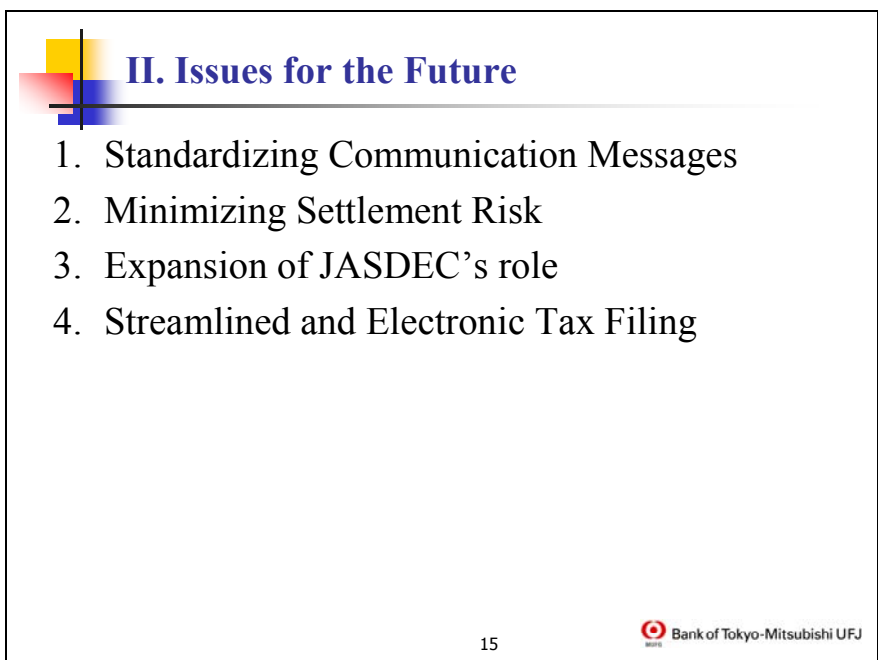 II. Issues for the Future
1. Standardizing Communication Messages
2. Minimizing Settlement Risk
3. Expansion of JASDEC’s role
4. Streamlined and Electronic Tax Filing
15
MUFG
Bank of Tokyo-Mitsubishi UFJ